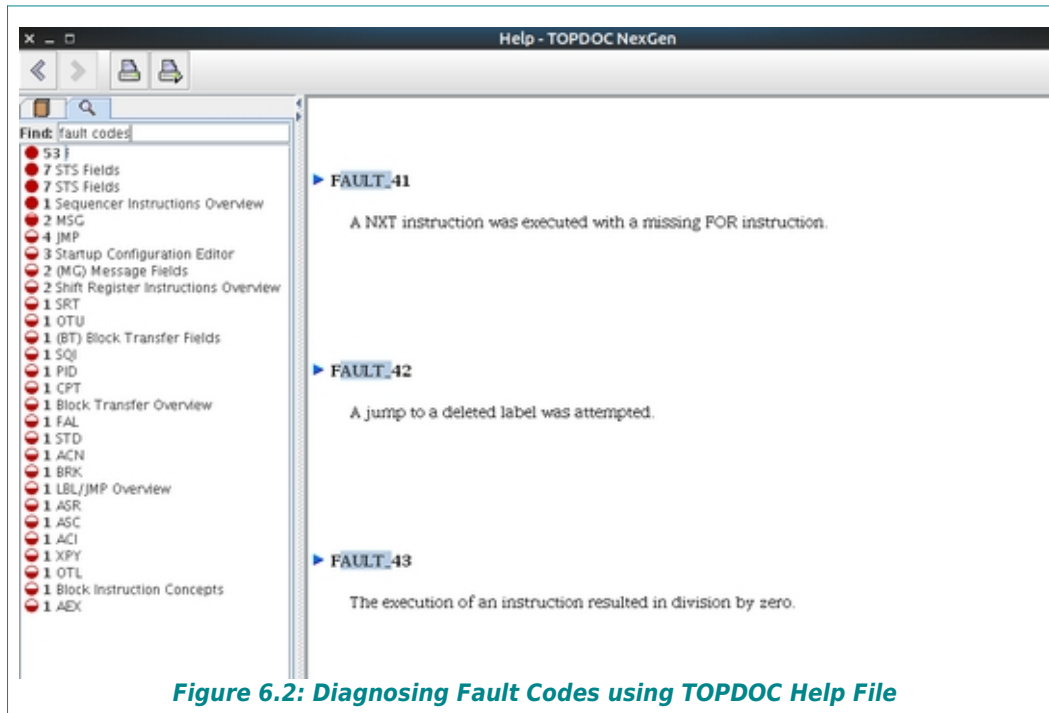 Help - TOPDOC NexGen
Find: fault codes
53 F
7 STS Fields
7 STS Fields
1 Sequencer Instructions Overview
2 MSG
4 JMP
3 Startup Configuration Editor
2 (MG) Message Fields
2 Shift Register Instructions Overview
1 SRT
1 OTU
1 (BT) Block Transfer Fields
1 SQI
1 PID
1 CPT
1 Block Transfer Overview
1 FAL
1 STD
1 ACN
1 BRK
1 LBL/JMP Overview
1 ASR
1 ASC
1 ACI
1 XPY
1 OTL
1 Block Instruction Concepts
1 AEX
FAULT_41
A NXT instruction was executed with a missing FOR instruction.
FAULT_42
A jump to a deleted label was attempted.
FAULT_43
The execution of an instruction resulted in division by zero.
Figure 6.2: Diagnosing Fault Codes using TOPDOC Help File